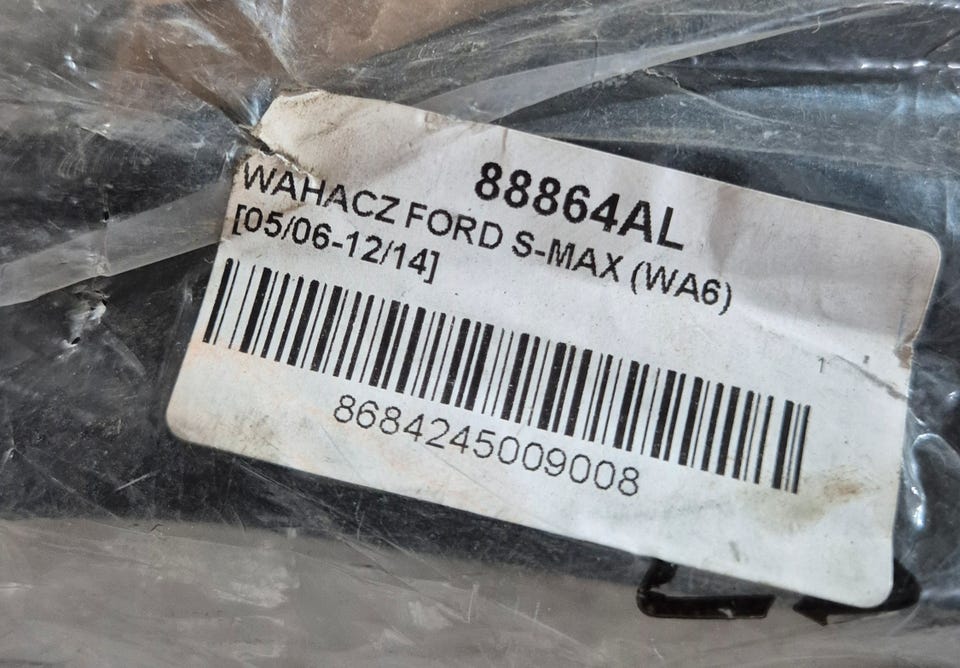 88864AL
WAHACZ FORD S-MAX (WA6)
[05/06-12/14]
8684245009008